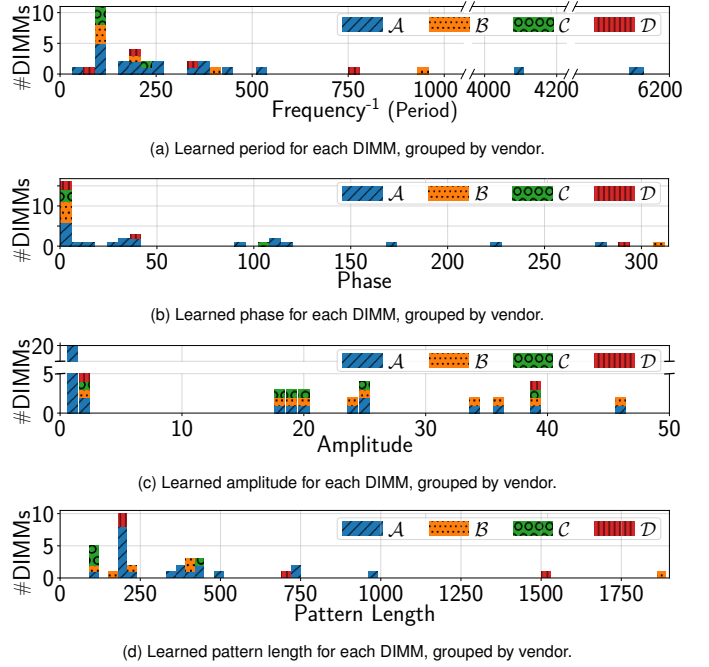 #DIMMs
10
5
0
𝒜
ℬ
𝒞
𝒟
0
250
500
750
1000
4000
4200
6200
Frequency⁻¹ (Period)
(a) Learned period for each DIMM, grouped by vendor.
#DIMMs
10
0
𝒜
ℬ
𝒞
𝒟
0
50
100
150
200
250
300
Phase
(b) Learned phase for each DIMM, grouped by vendor.
#DIMMs
20
5
0
𝒜
ℬ
𝒞
𝒟
0
10
20
30
40
50
Amplitude
(c) Learned amplitude for each DIMM, grouped by vendor.
#DIMMs
10
5
0
𝒜
ℬ
𝒞
𝒟
0
250
500
750
1000
1250
1500
1750
Pattern Length
(d) Learned pattern length for each DIMM, grouped by vendor.